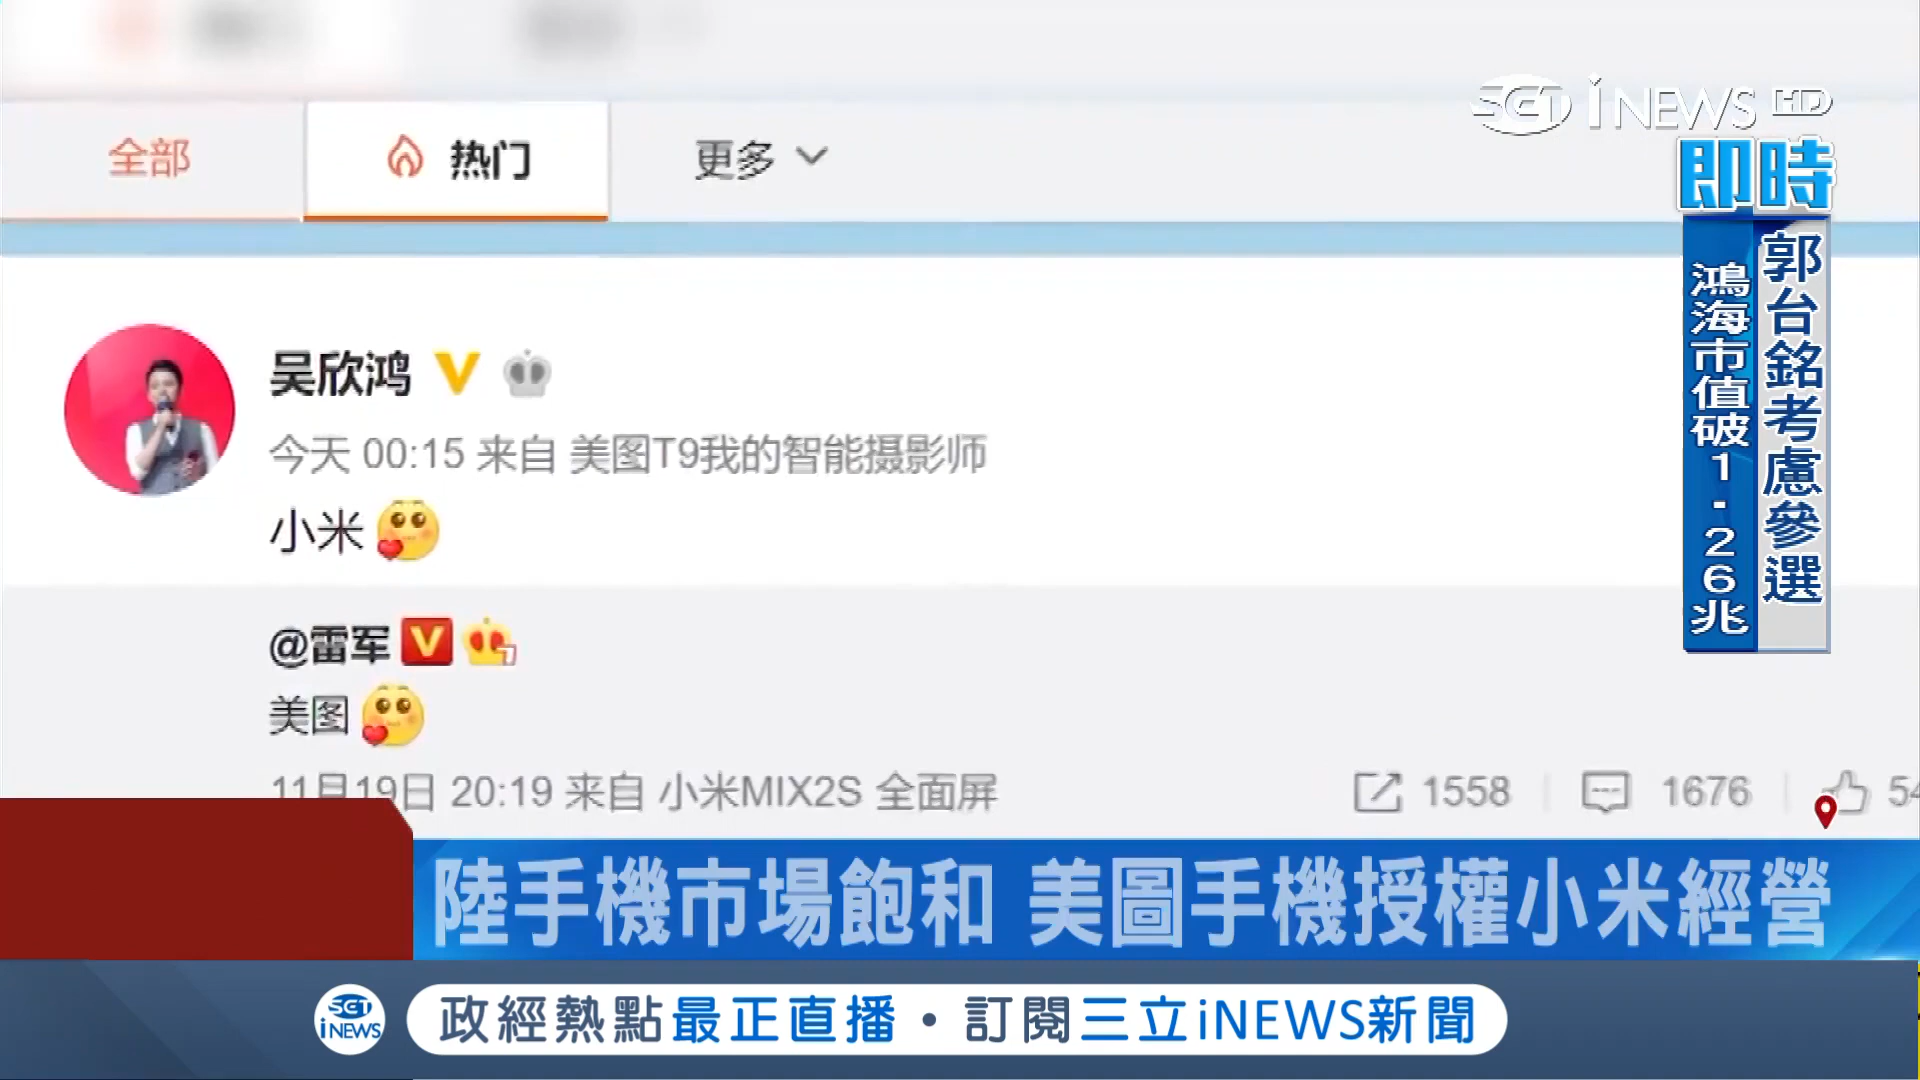 全部
热门
更多
SET iNEWS HD
即時
郭台銘考慮參選
鴻海市值破1.26兆
吴欣鸿
今天 00:15 来自 美图T9我的智能摄影师
小米
@雷军
美图
11月19日 20:19 来自 小米MIX2S 全面屏
1558
1676
54
陸手機市場飽和 美圖手機授權小米經營
SET iNEWS
政經熱點最正直播・訂閱三立iNEWS新聞